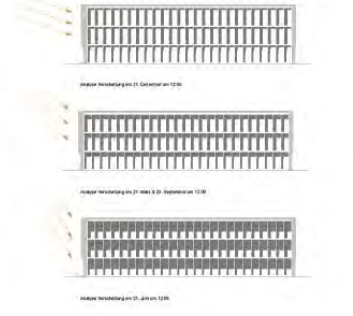 Analyse Verschattung am 21. Dezember um 12:00
Analyse Verschattung am 21. März & 23. September um 12:00
Analyse Verschattung am 21. Juni um 12:00